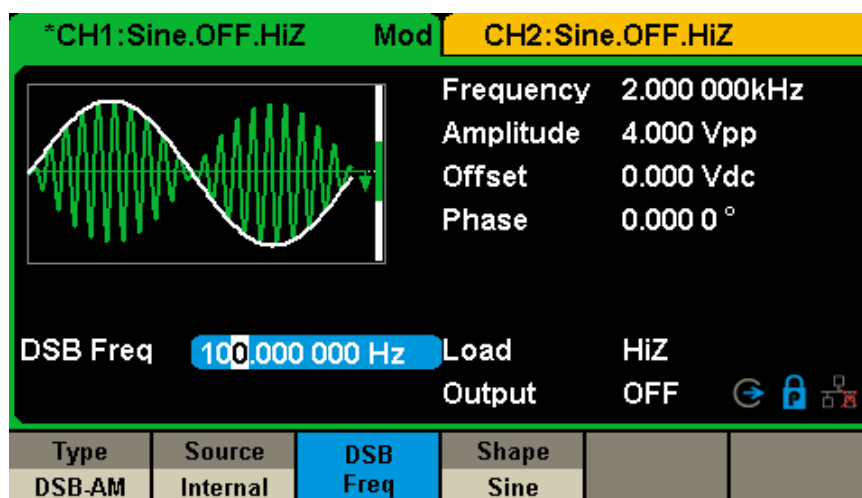 *CH1:Sine.OFF.HiZ Mod CH2:Sine.OFF.HiZ
Frequency 2.000 000kHz
Amplitude 4.000 Vpp
Offset 0.000 Vdc
Phase 0.000 0 °
DSB Freq 100.000 000 Hz Load HiZ
Output OFF P
Type Source DSB Freq Shape
DSB-AM Internal Sine